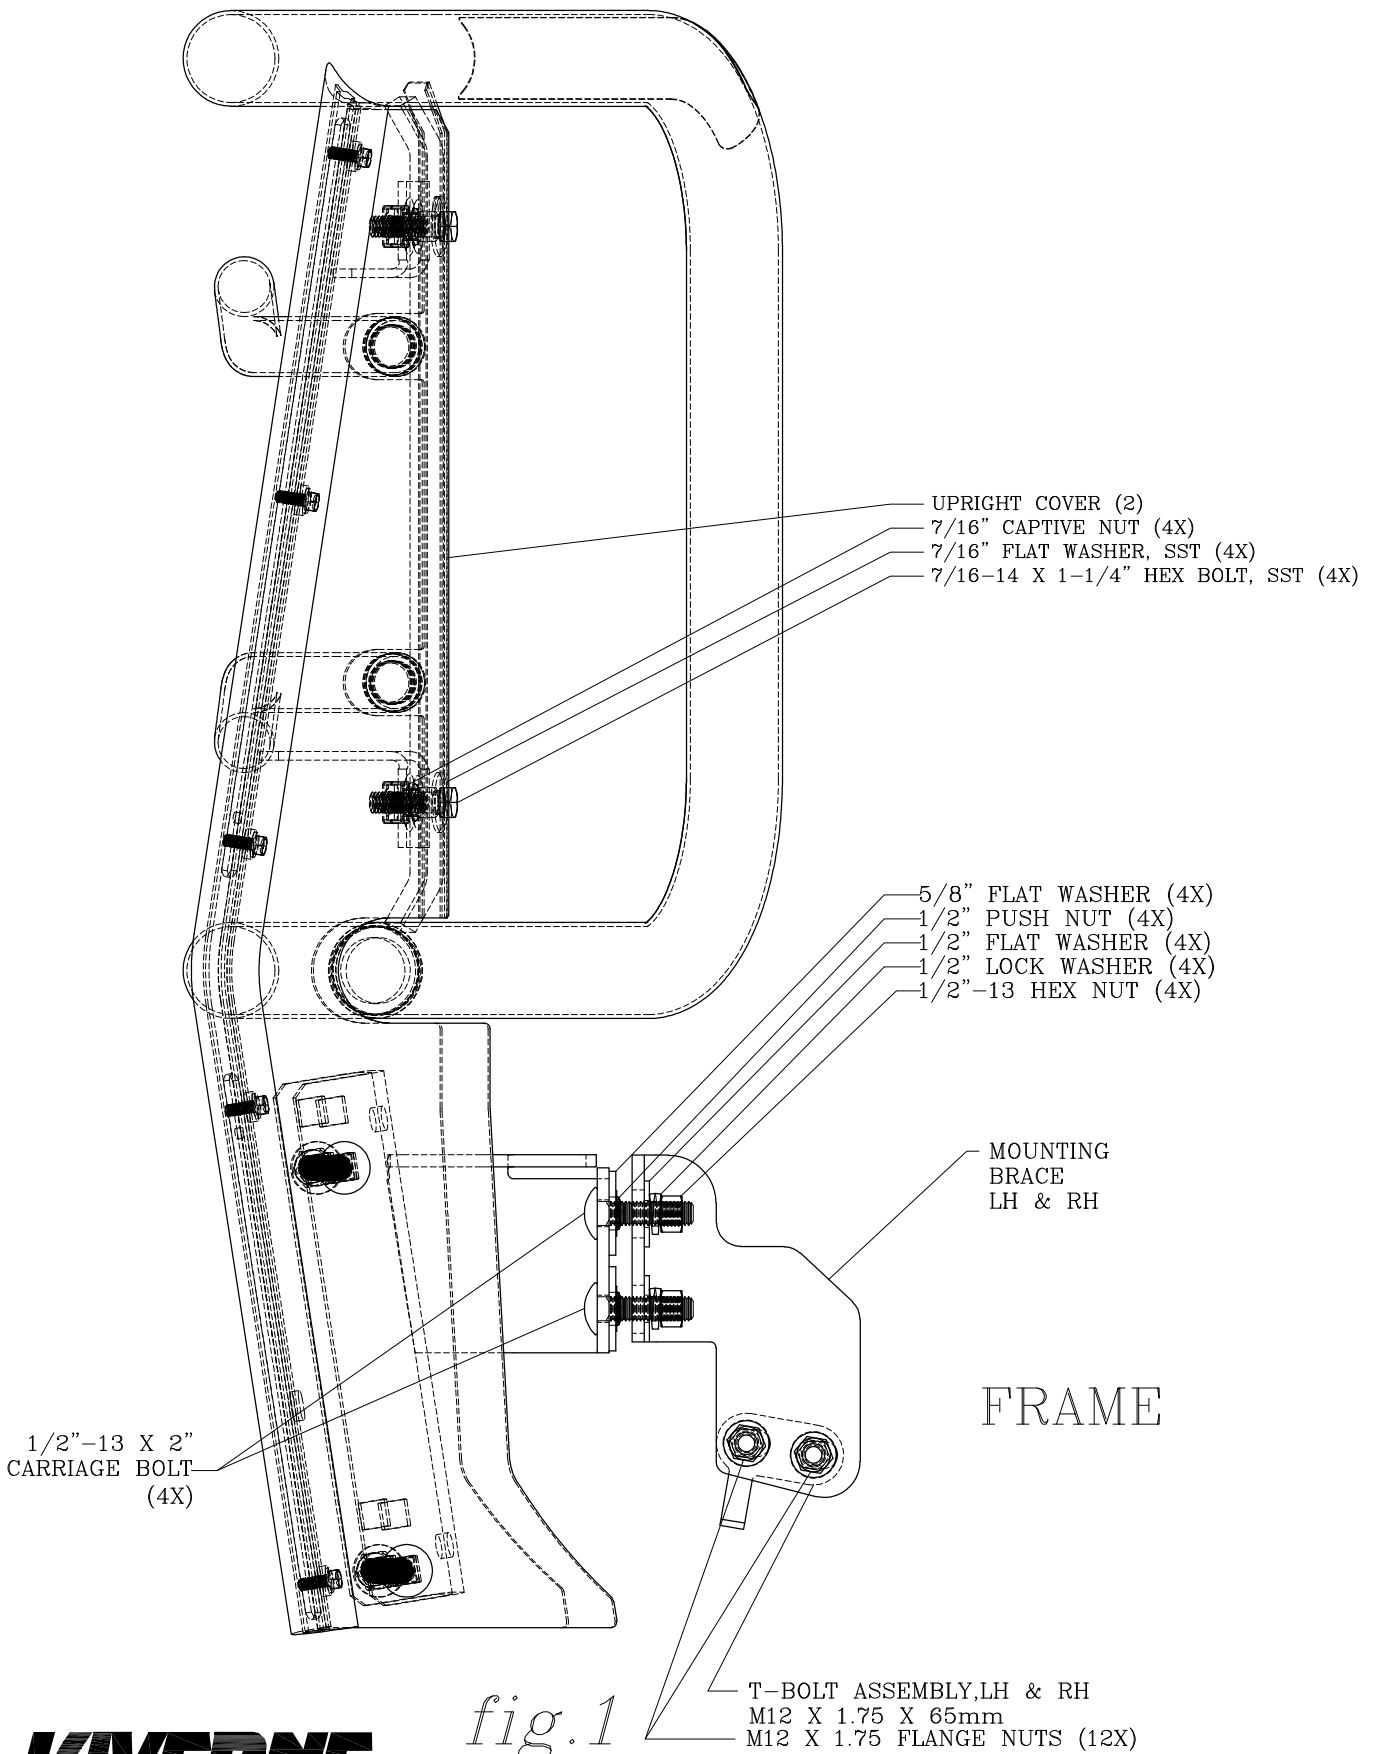 UPRIGHT COVER (2)
7/16” CAPTIVE NUT (4X)
7/16” FLAT WASHER, SST (4X)
7/16-14 X 1-1/4” HEX BOLT, SST (4X)
5/8” FLAT WASHER (4X)
1/2” PUSH NUT (4X)
1/2” FLAT WASHER (4X)
1/2” LOCK WASHER (4X)
1/2”-13 HEX NUT (4X)
MOUNTING
BRACE
LH & RH
FRAME
1/2”-13 X 2”
CARRIAGE BOLT
(4X)
T-BOLT ASSEMBLY,LH & RH
M12 X 1.75 X 65mm
M12 X 1.75 FLANGE NUTS (12X)
fig.1